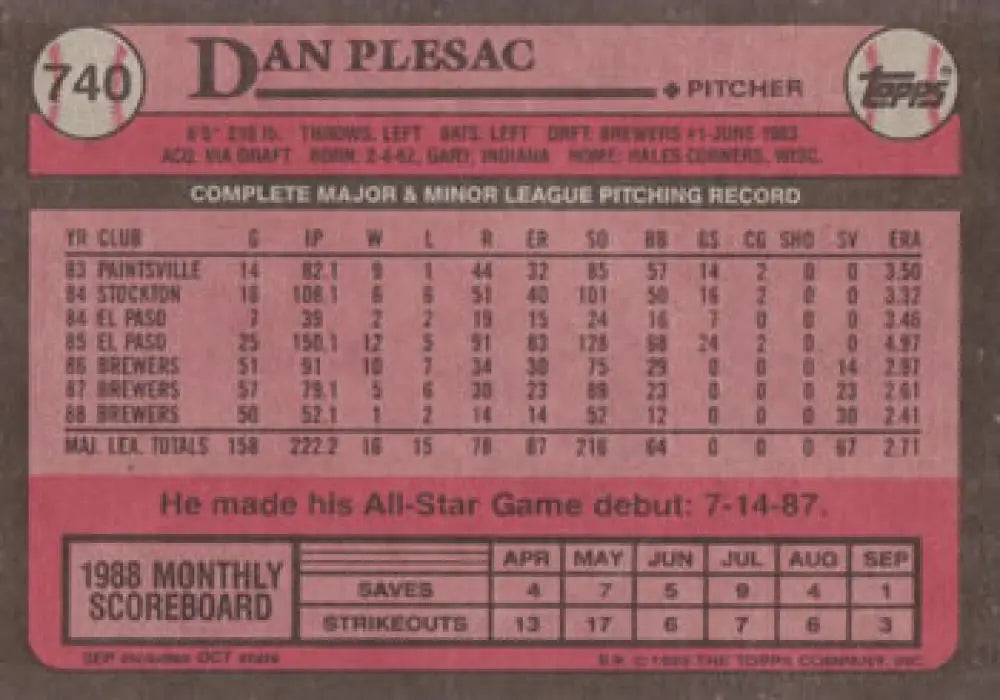 740 DAN PLESAC
PITCHER
Topps®
6'5" 210 lb. THROWS: LEFT BATS: LEFT DRFT: BREWERS #1-JUNE 1983
ACQ: VIA DRAFT BORN: 2-4-62, GARY, INDIANA HOME: HALES CORNERS, WISC.
COMPLETE MAJOR & MINOR LEAGUE PITCHING RECORD
YR CLUB G IP W L R ER SO BB GS CG SHO SV ERA
83 PAINTSVILLE 14 82.1 9 1 44 32 85 57 14 2 0 0 3.50
84 STOCKTON 16 108.1 6 6 51 40 101 50 16 2 0 0 3.32
84 EL PASO 7 39 2 2 19 15 24 16 7 0 0 0 3.46
85 EL PASO 25 150.1 12 5 91 83 128 68 24 2 0 0 4.97
86 BREWERS 51 91 10 7 34 30 75 29 0 0 0 14 2.97
87 BREWERS 57 79.1 5 6 30 23 89 23 0 0 0 23 2.61
88 BREWERS 50 52.1 1 2 14 14 52 12 0 0 0 30 2.41
MAJ. LEA. TOTALS 158 222.2 16 15 78 67 216 64 0 0 0 67 2.71
He made his All-Star Game debut: 7-14-87.
1988 MONTHLY
SCOREBOARD
APR MAY JUN JUL AUG SEP
SAVES 4 7 5 9 4 1
STRIKEOUTS 13 17 6 7 6 3
SEP includes OCT stats
© 1989 THE TOPPS COMPANY, INC.